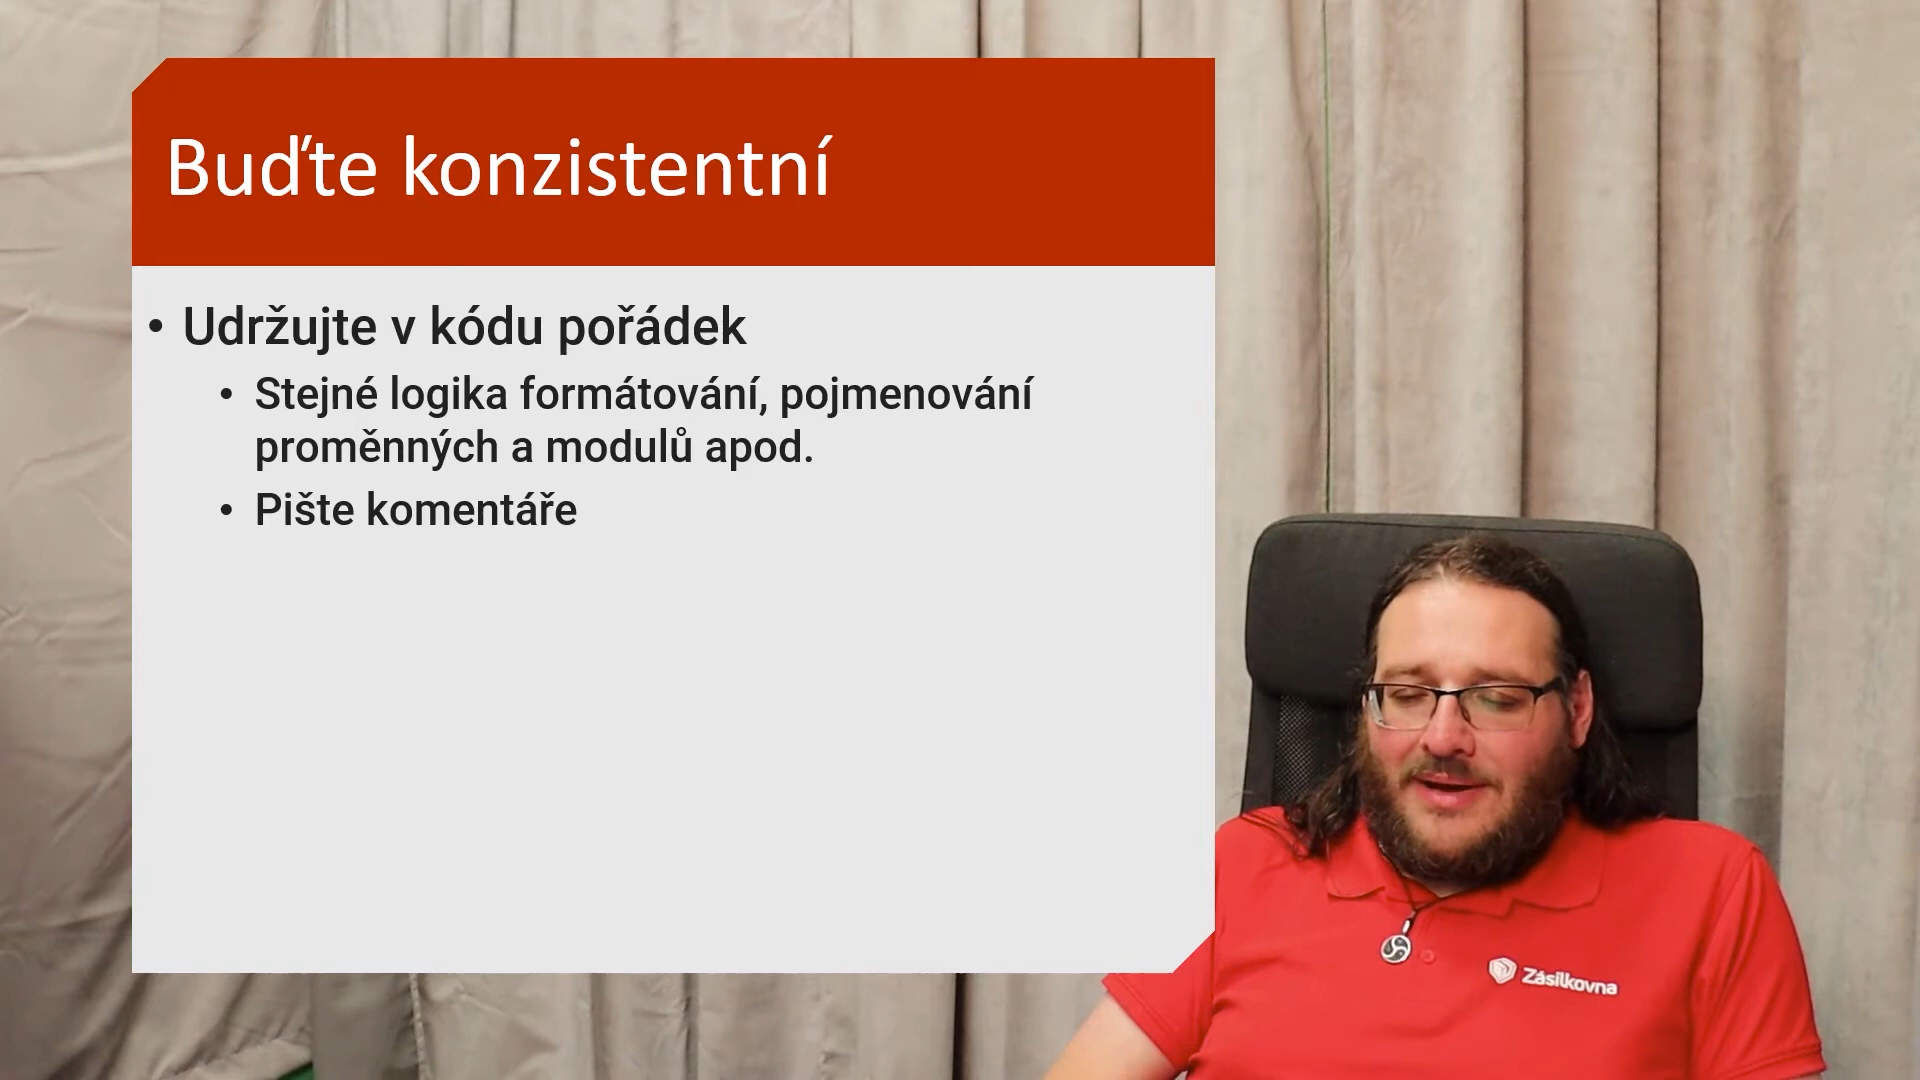 Buďte konzistentní
• Udržujte v kódu pořádek
• Stejné logika formátování, pojmenování
proměnných a modulů apod.
• Pište komentáře
Zásilkovna